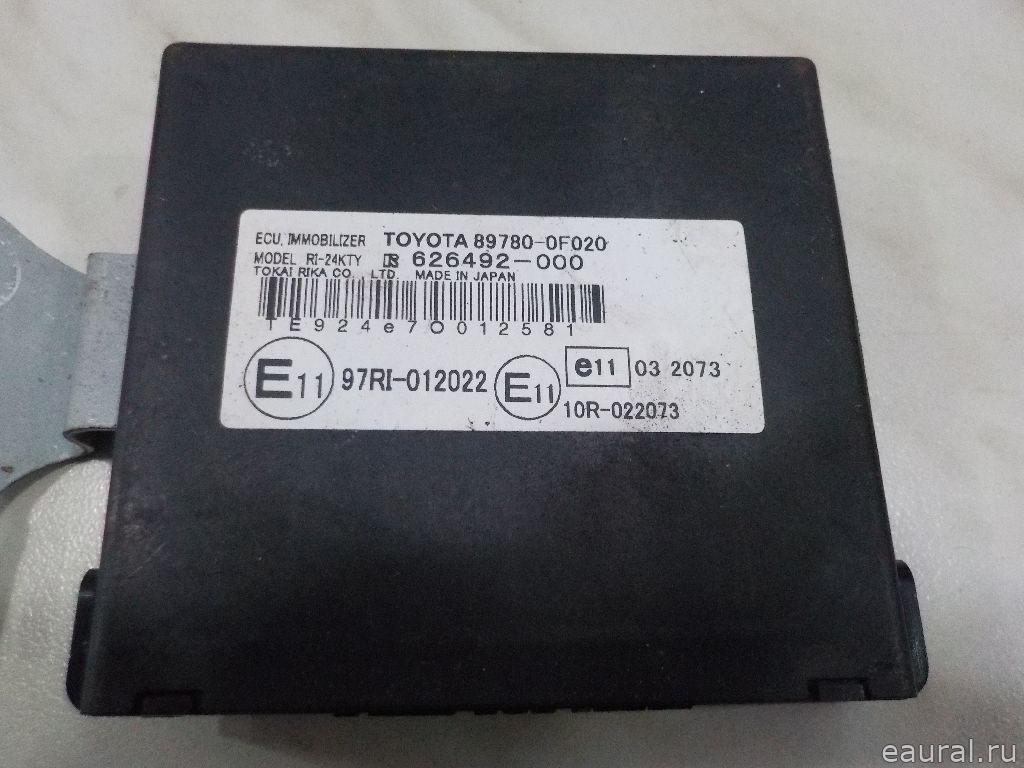 ECU, IMMOBILIZER TOYOTA 89780-0F020
MODEL RI-24KTY 626492-000
TOKAI RIKA CO., LTD. MADE IN JAPAN
TE924e70012581
E11 97RI-012022 E11 e11 03 2073
10R-022073
eaural.ru